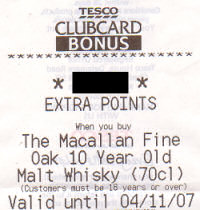 TESCO
CLUBCARD
BONUS
* *
EXTRA POINTS
When you buy
The Macallan Fine
Oak 10 Year Old
Malt Whisky (70cl)
(Customers must be 18 years or over)
Valid until 04/11/07